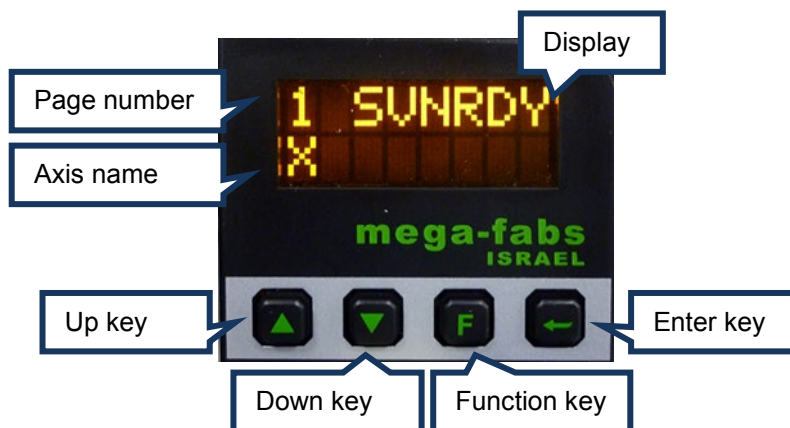 Display
Page number
1 SVNRDY
Axis name
X
mega-fabs
ISRAEL
Up key
F
Enter key
Down key
Function key